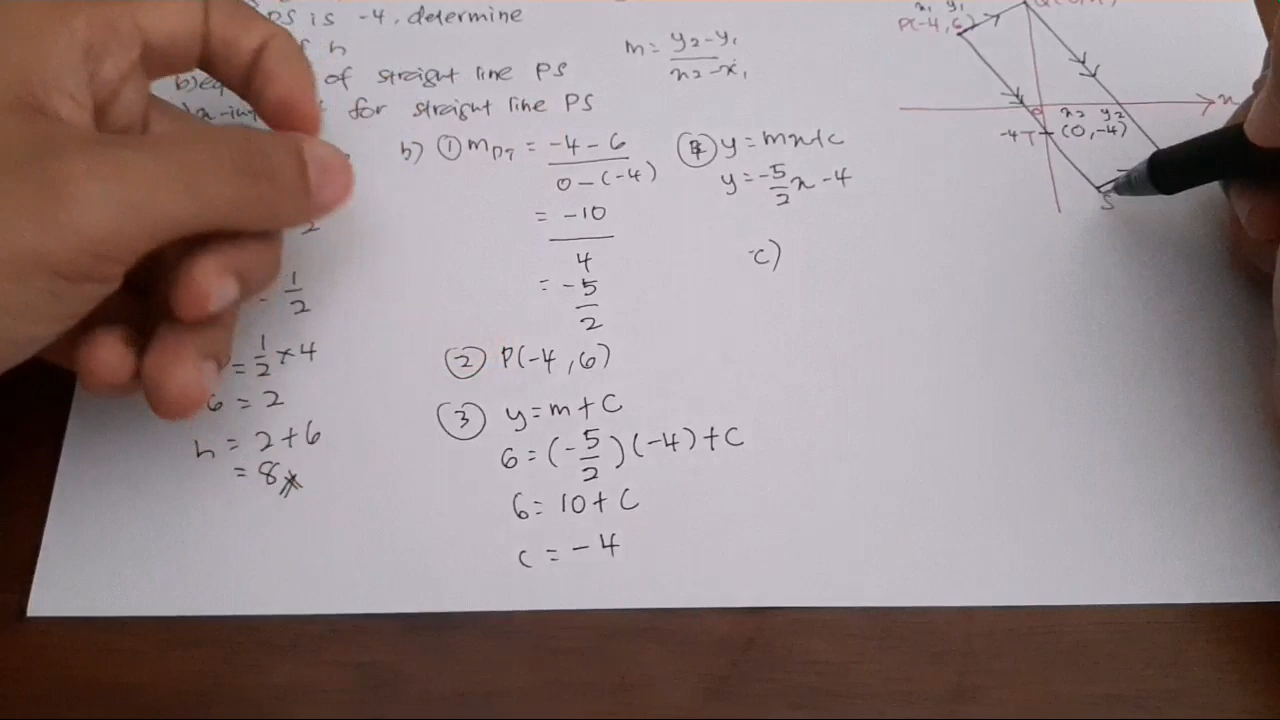 PS is -4, determine
h
of straight line PS
for straight line PS
m = y₂-y₁ / x₂-x₁
b) ① mPT = -4-6 / 0-(-4)
= -10 / 4
= -5 / 2
② P(-4,6)
③ y=m+c
6=(-5/2)(-4)+c
6=10+c
c=-4
④ y=mx+c
y=-5/2x-4
c)
2
1/2
=1/2×4
6=2
h=2+6
=8
x₁ y₁
P(-4,6)
x
x₂ y₂
-4 T (0,-4)
S